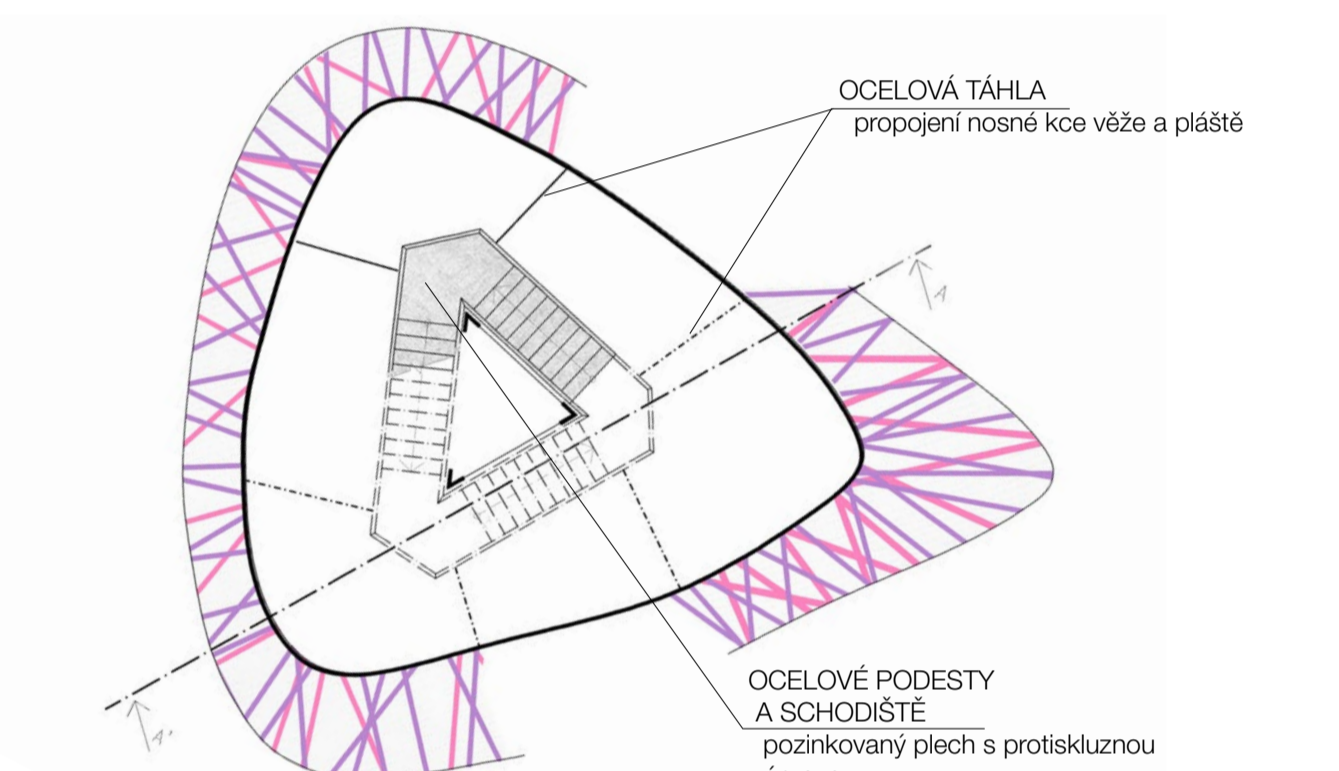 OCELOVÁ TÁHLA
propojení nosné kce věže a pláště
A
A'
OCELOVÉ PODESTY
A SCHODIŠTĚ
pozinkovaný plech s protiskluznou